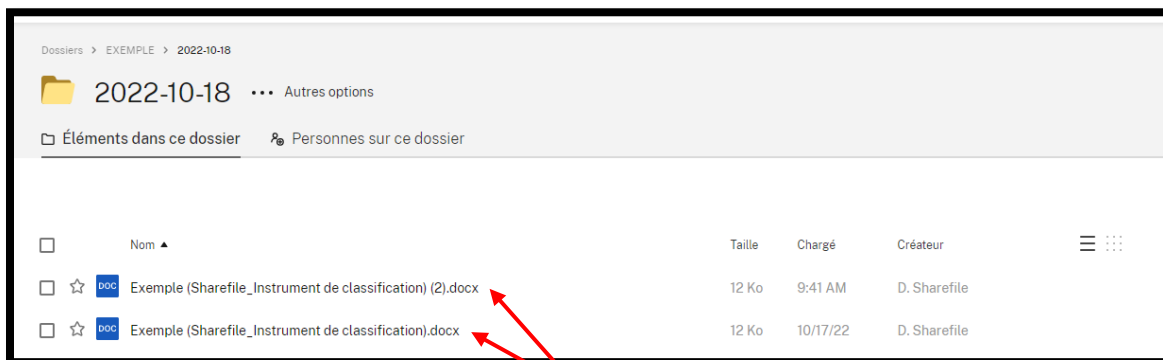 Dossiers > EXEMPLE > 2022-10-18
2022-10-18 ••• Autres options
Éléments dans ce dossier Personnes sur ce dossier
Nom ▲ Taille Chargé Créateur
DOC Exemple (Sharefile_Instrument de classification) (2).docx 12 Ko 9:41 AM D. Sharefile
DOC Exemple (Sharefile_Instrument de classification).docx 12 Ko 10/17/22 D. Sharefile